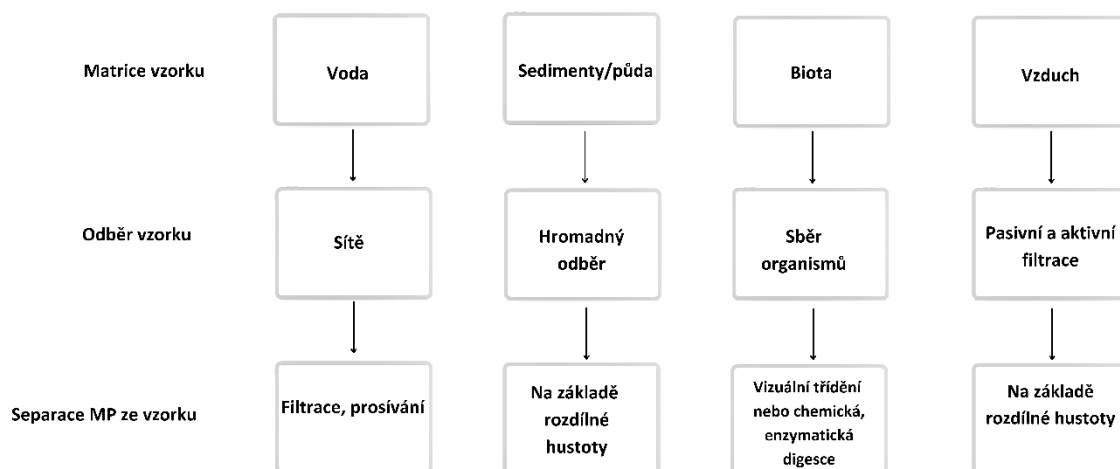 Matrice vzorku
Voda
Sedimenty/půda
Biota
Vzduch
Odběr vzorku
Sítě
Hromadný
odběr
Sběr
organismů
Pasivní a aktivní
filtrace
Separace MP ze vzorku
Filtrace, prosívání
Na základě
rozdílné
hustoty
Vizuální třídění
nebo chemická,
enzymatická
digesce
Na základě
rozdílné hustoty